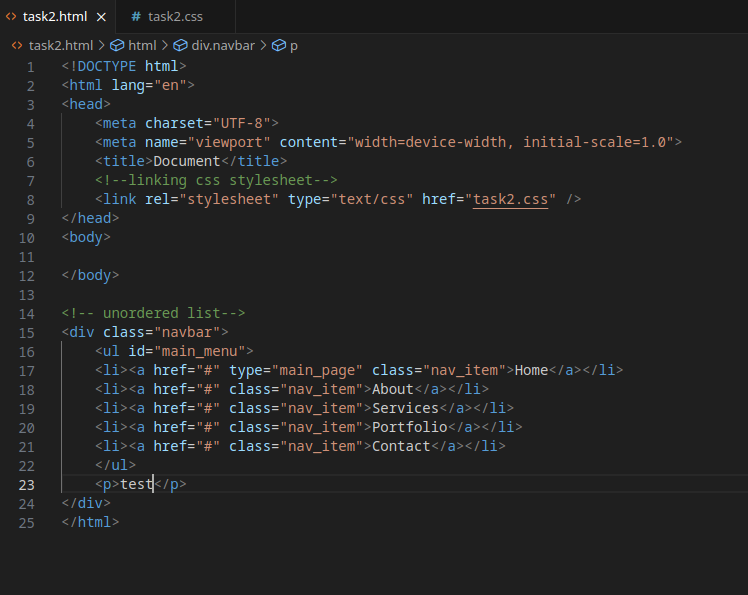 task2.html task2.css
task2.html > html > div.navbar > p
1 <!DOCTYPE html>
2 <html lang="en">
3 <head>
4 <meta charset="UTF-8">
5 <meta name="viewport" content="width=device-width, initial-scale=1.0">
6 <title>Document</title>
7 <!--linking css stylesheet-->
8 <link rel="stylesheet" type="text/css" href="task2.css" />
9 </head>
10 <body>
11
12 </body>
13
14 <!-- unordered list-->
15 <div class="navbar">
16 <ul id="main_menu">
17 <li><a href="#" type="main_page" class="nav_item">Home</a></li>
18 <li><a href="#" class="nav_item">About</a></li>
19 <li><a href="#" class="nav_item">Services</a></li>
20 <li><a href="#" class="nav_item">Portfolio</a></li>
21 <li><a href="#" class="nav_item">Contact</a></li>
22 </ul>
23 <p>test</p>
24 </div>
25 </html>